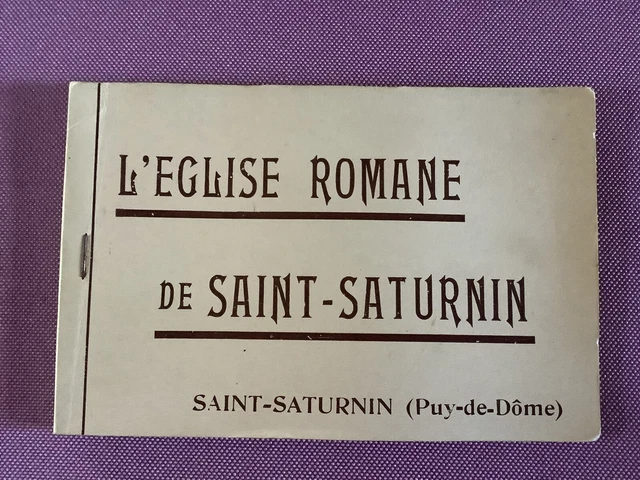 L'EGLISE ROMANE
DE SAINT-SATURNIN
SAINT-SATURNIN (Puy-de-Dôme)